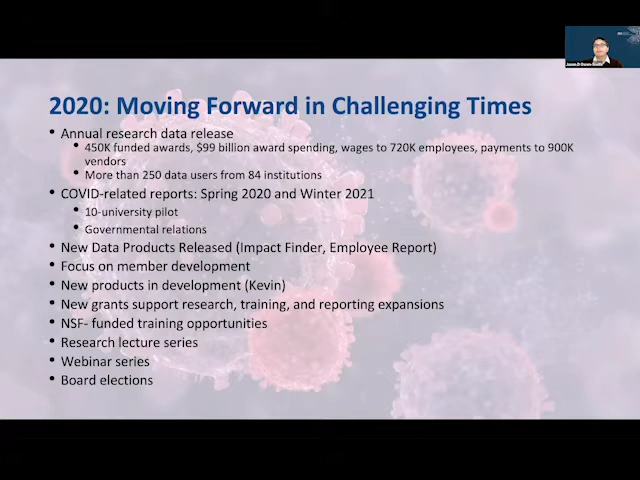 2020: Moving Forward in Challenging Times
• Annual research data release
• 450K funded awards, $99 billion award spending, wages to 720K employees, payments to 900K
vendors
• More than 250 data users from 84 institutions
• COVID-related reports: Spring 2020 and Winter 2021
• 10-university pilot
• Governmental relations
• New Data Products Released (Impact Finder, Employee Report)
• Focus on member development
• New products in development (Kevin)
• New grants support research, training, and reporting expansions
• NSF- funded training opportunities
• Research lecture series
• Webinar series
• Board elections